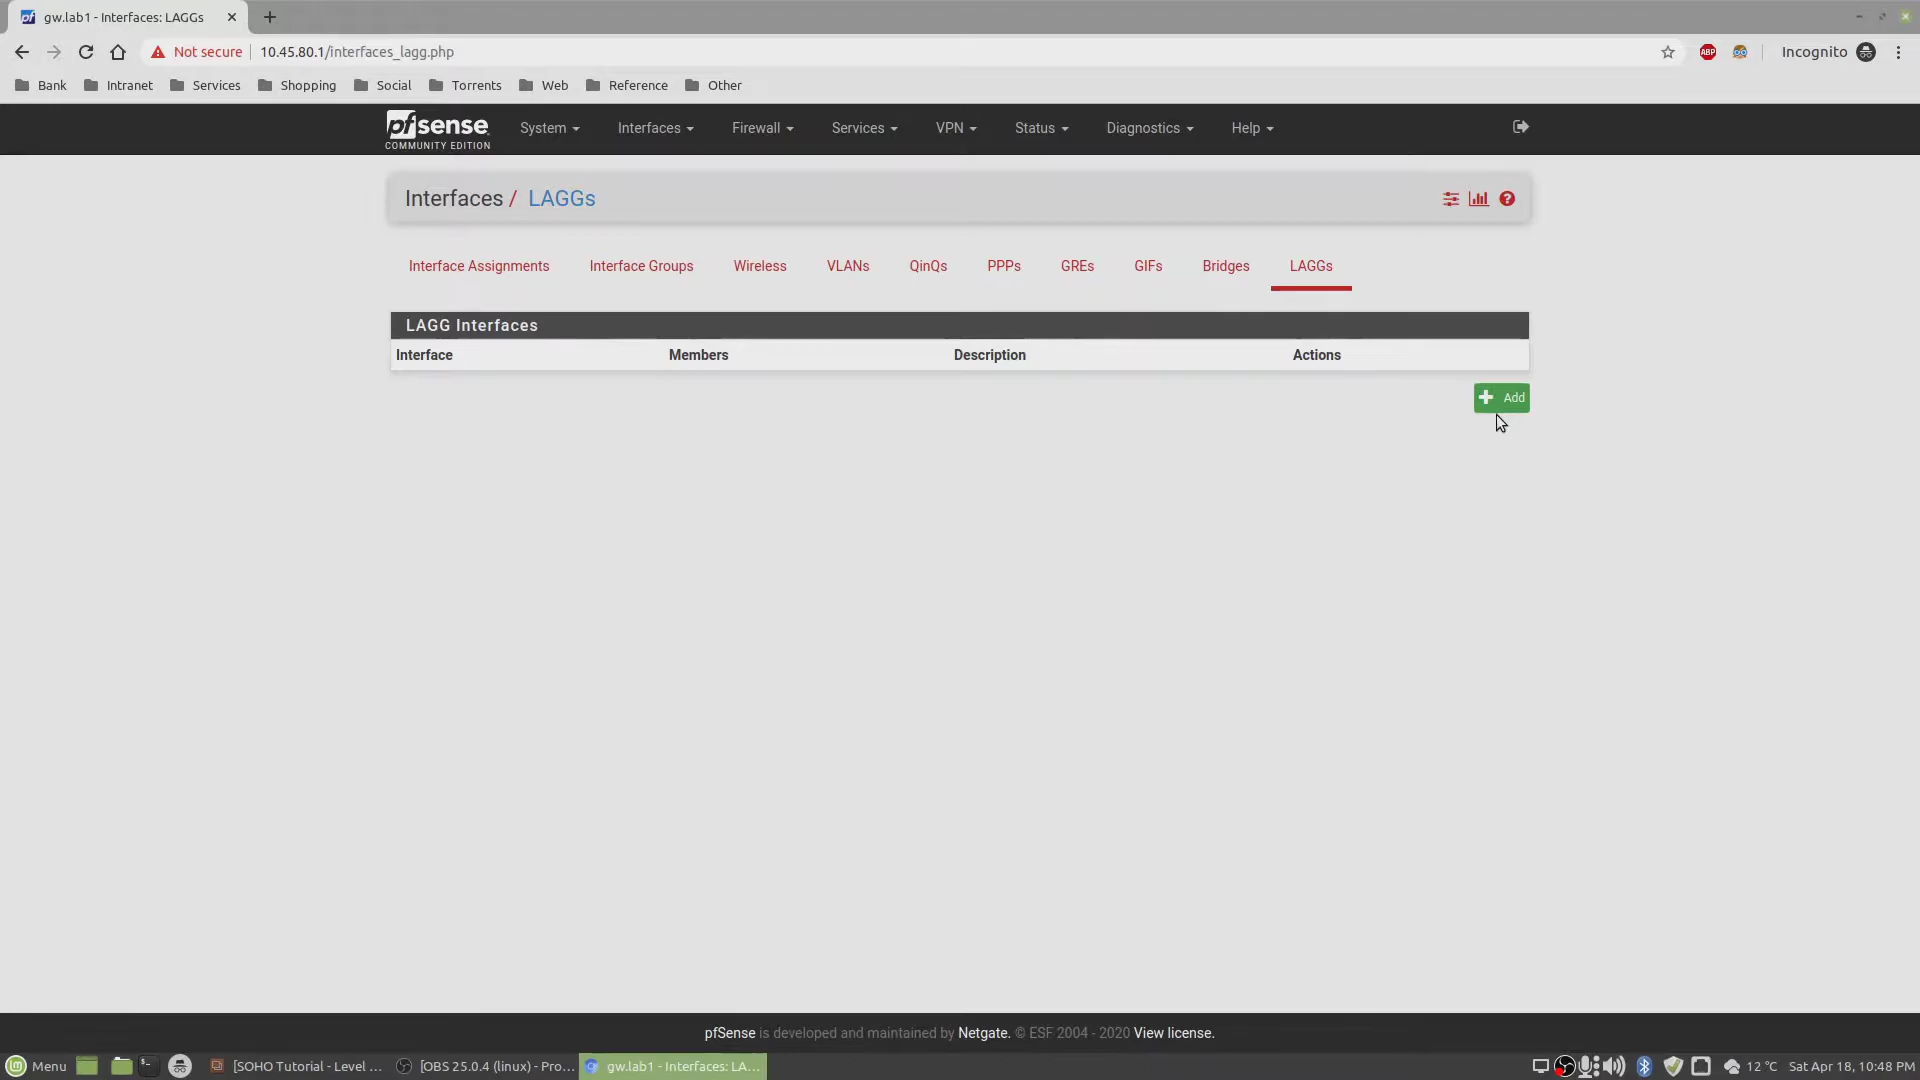 gw.lab1 - Interfaces: LAGGs
Not secure 10.45.80.1/interfaces_lagg.php ABP Incognito
Bank Intranet Services Shopping Social Torrents Web Reference Other
pfsense System Interfaces Firewall Services VPN Status Diagnostics Help
COMMUNITY EDITION
Interfaces / LAGGs
Interface Assignments Interface Groups Wireless VLANs QinQs PPPs GREs GIFs Bridges LAGGs
LAGG Interfaces
Interface Members Description Actions
Add
pfSense is developed and maintained by Netgate. © ESF 2004 - 2020 View license.
Menu [SOHO Tutorial - Level ... [OBS 25.0.4 (linux) - Pro... gw.lab1 - Interfaces: LA... 12 °C Sat Apr 18, 10:48 PM